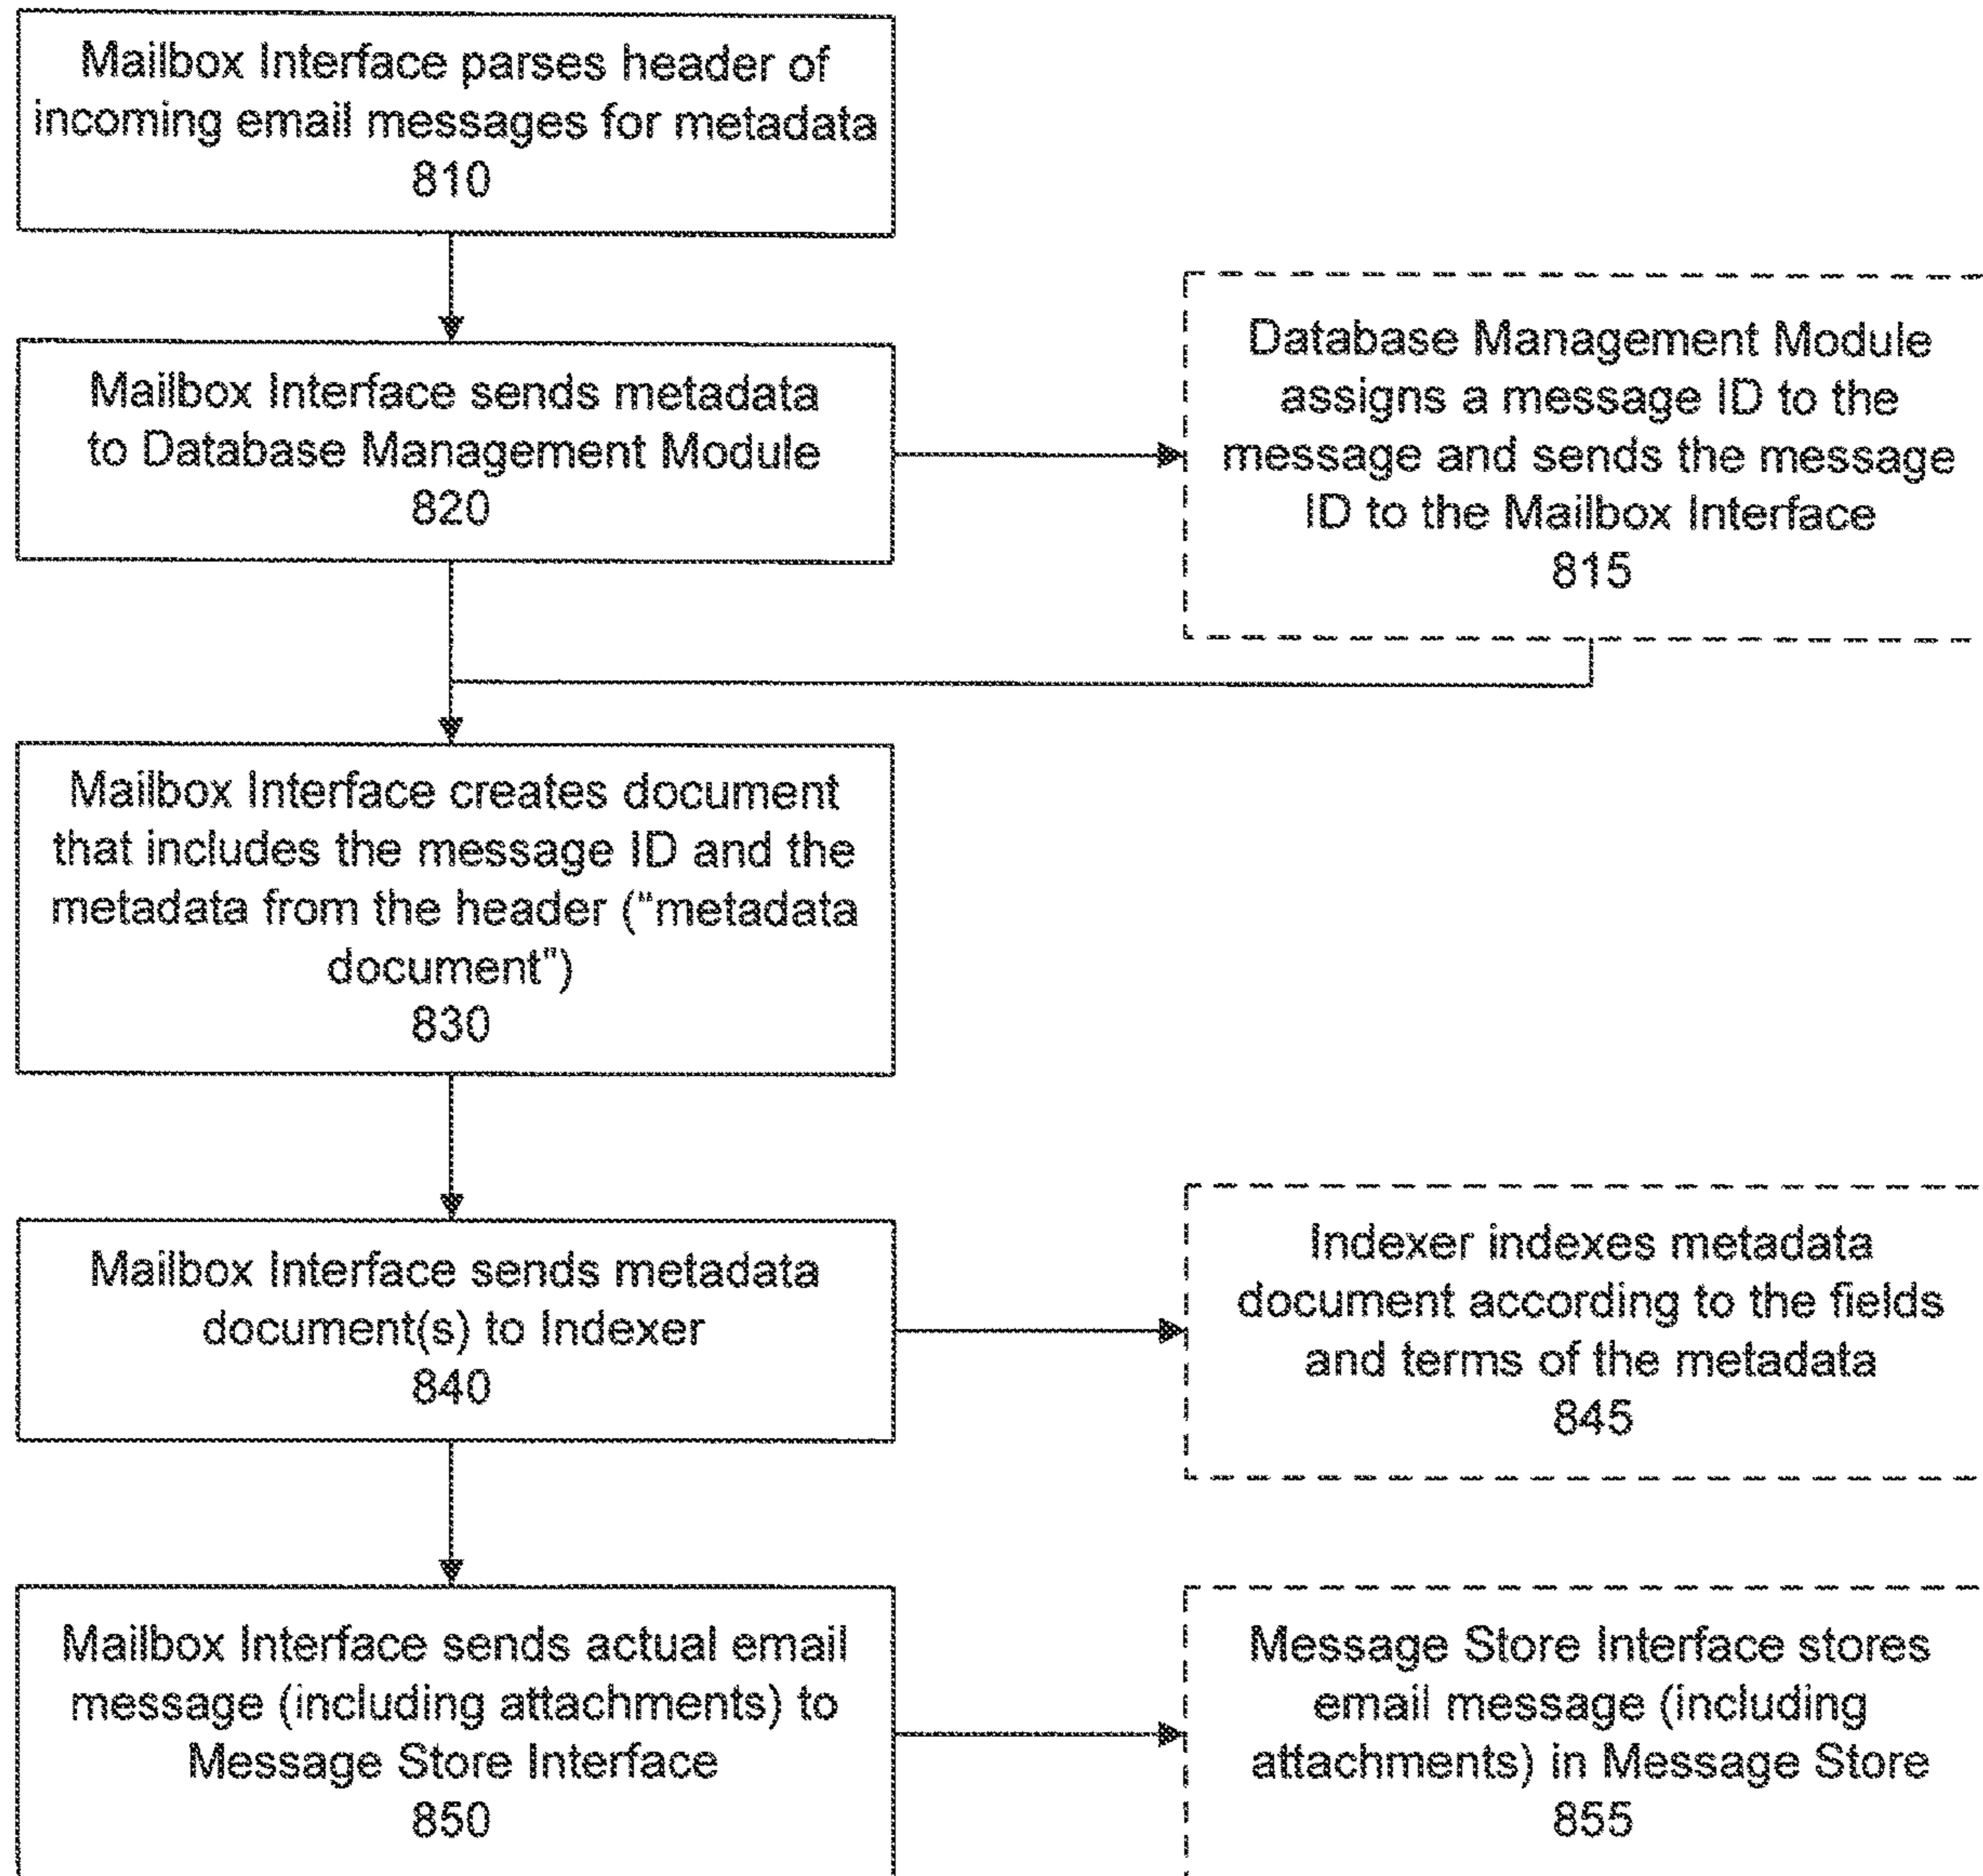 Mailbox Interface parses header of
incoming email messages for metadata
810
Mailbox Interface sends metadata
to Database Management Module
820
Database Management Module
assigns a message ID to the
message and sends the message
ID to the Mailbox Interface
815
Mailbox Interface creates document
that includes the message ID and the
metadata from the header (“metadata
document”)
830
Mailbox Interface sends metadata
document(s) to Indexer
840
Indexer indexes metadata
document according to the fields
and terms of the metadata
845
Mailbox Interface sends actual email
message (including attachments) to
Message Store Interface
850
Message Store Interface stores
email message (including
attachments) in Message Store
855